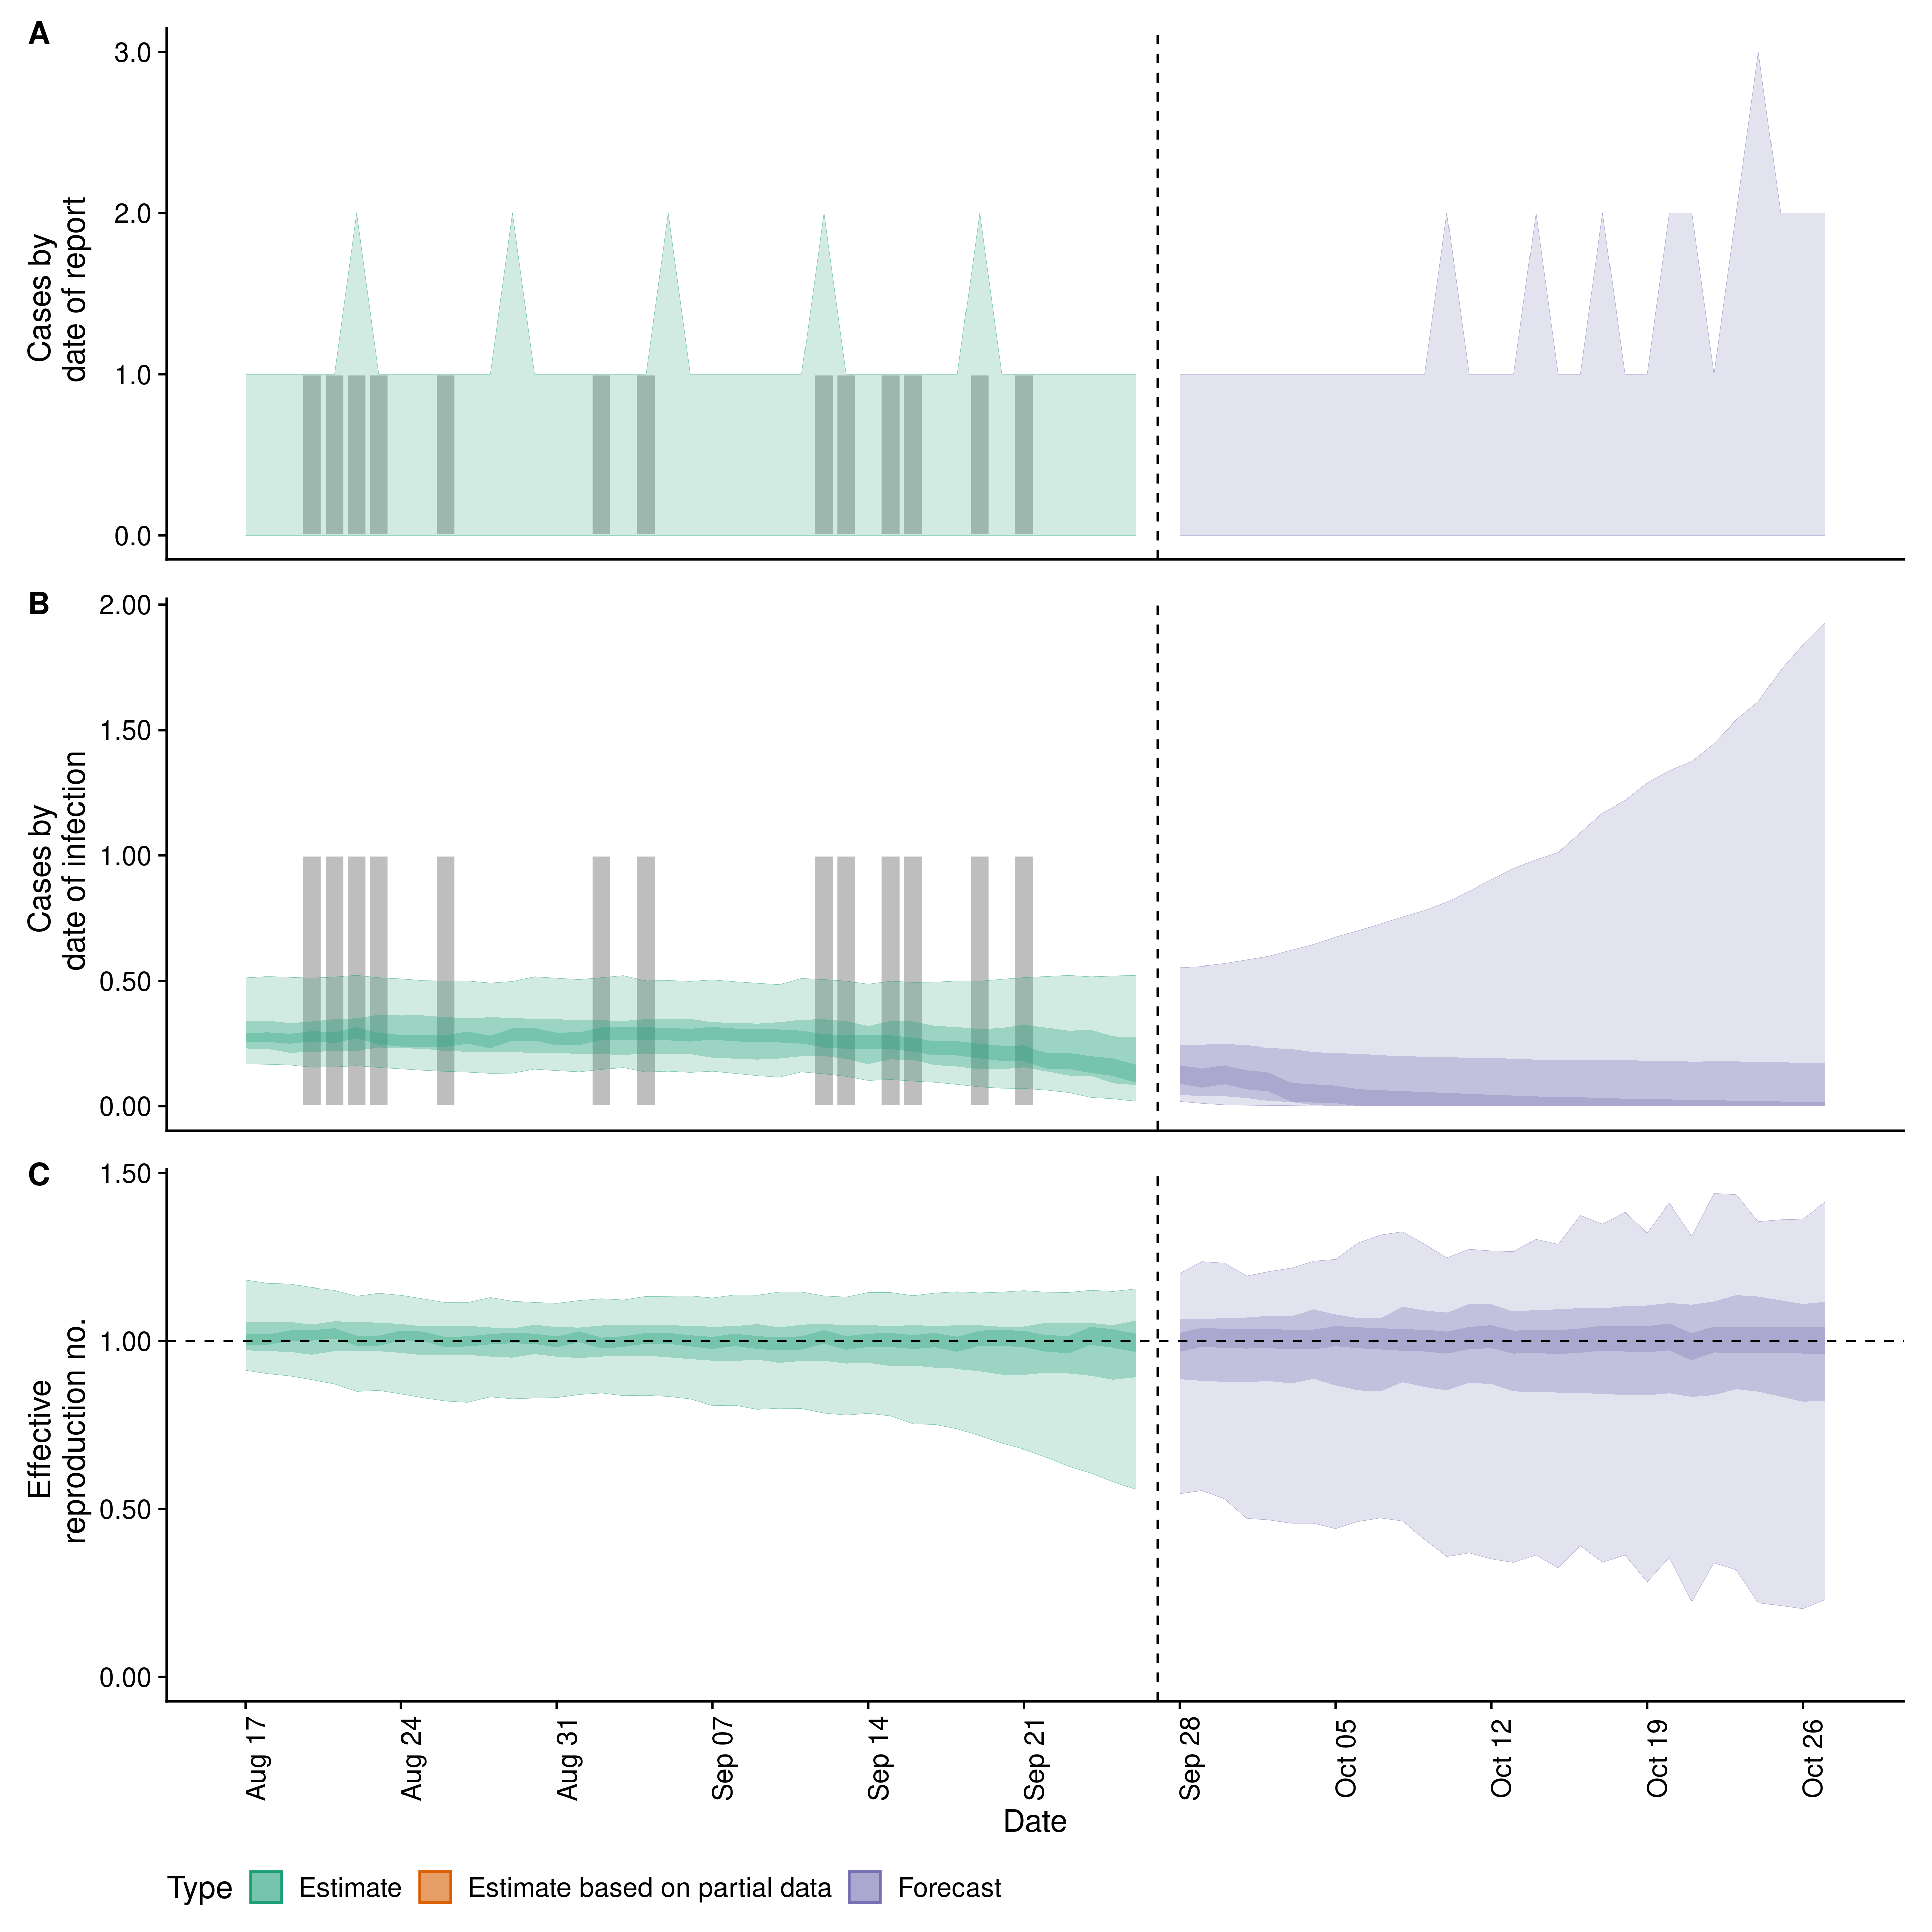 A
Cases by
date of report
3.0
2.0
1.0
0.0
B
Cases by
date of infection
2.00
1.50
1.00
0.50
0.00
C
Effective
reproduction no.
1.50
1.00
0.50
0.00
Aug 17
Aug 24
Aug 31
Sep 07
Sep 14
Sep 21
Sep 28
Oct 05
Oct 12
Oct 19
Oct 26
Date
Type Estimate Estimate based on partial data Forecast